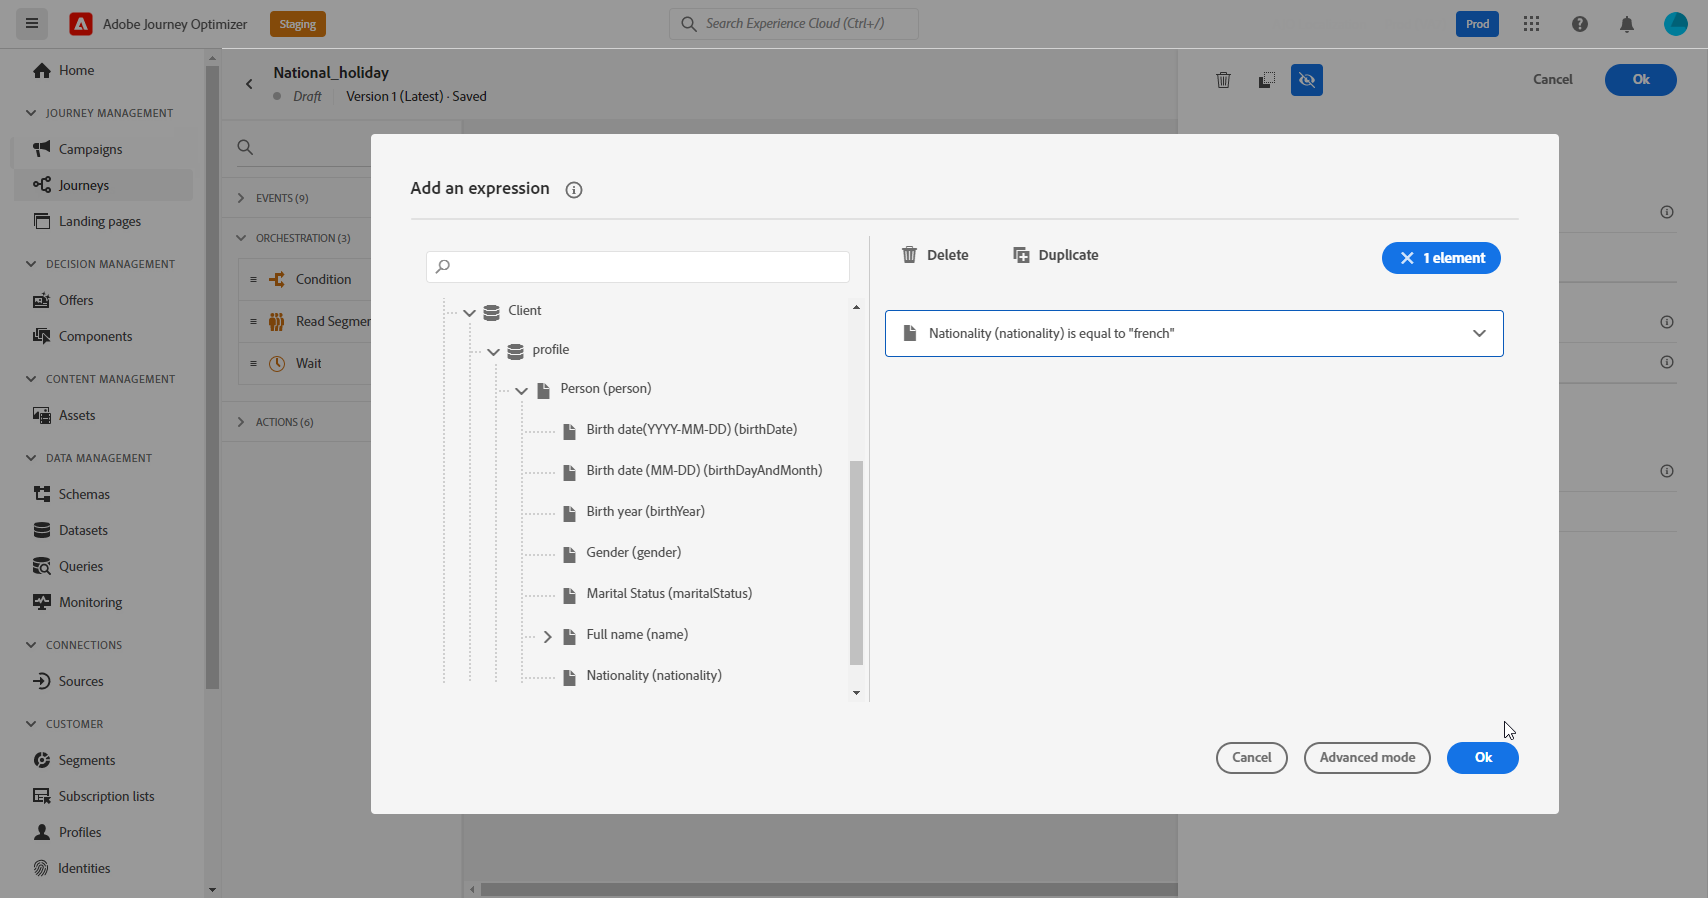 Adobe Journey Optimizer
Staging
Search Experience Cloud (Ctrl+/)
Prod
Home
JOURNEY MANAGEMENT
Campaigns
Journeys
Landing pages
DECISION MANAGEMENT
Offers
Components
CONTENT MANAGEMENT
Assets
DATA MANAGEMENT
Schemas
Datasets
Queries
Monitoring
CONNECTIONS
Sources
CUSTOMER
Segments
Subscription lists
Profiles
Identities
National_holiday
Draft
Version 1 (Latest) · Saved
Cancel
Ok
EVENTS (9)
ORCHESTRATION (3)
Condition
Read Segmer
Wait
ACTIONS (6)
Add an expression
Client
profile
Person (person)
Birth date(YYYY-MM-DD) (birthDate)
Birth date (MM-DD) (birthDayAndMonth)
Birth year (birthYear)
Gender (gender)
Marital Status (maritalStatus)
Full name (name)
Nationality (nationality)
Delete
Duplicate
1 element
Nationality (nationality) is equal to "french"
Cancel
Advanced mode
Ok